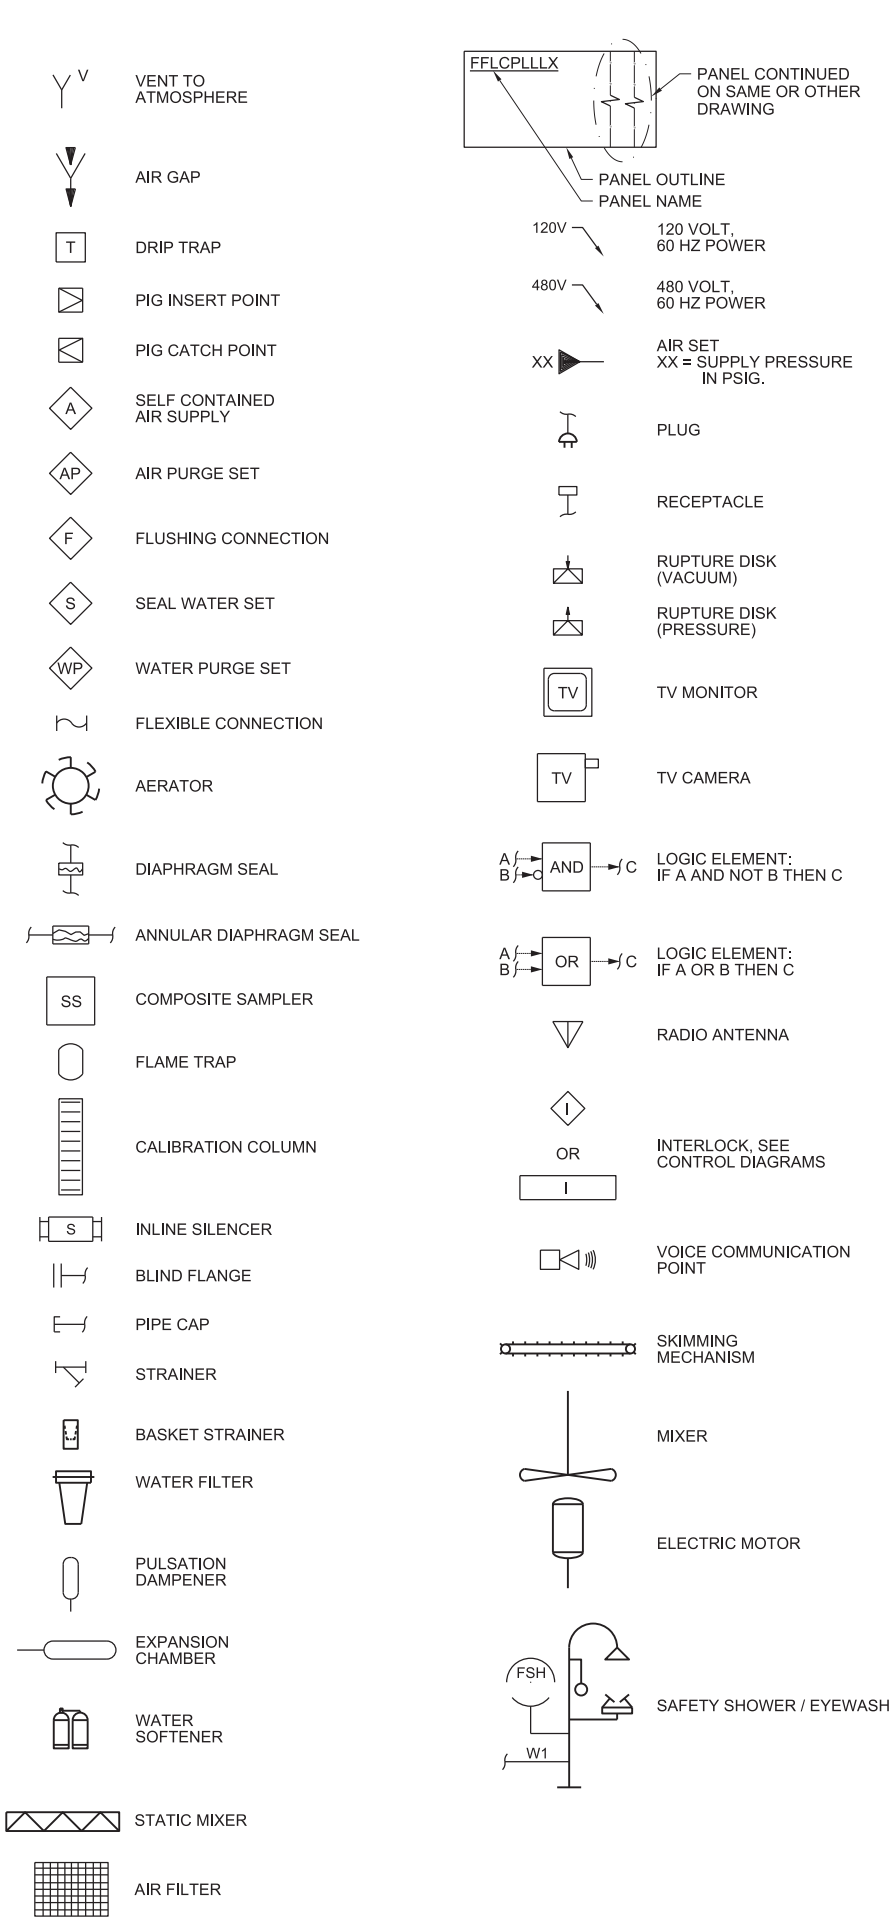 V
VENT TO
ATMOSPHERE
AIR GAP
T
DRIP TRAP
PIG INSERT POINT
PIG CATCH POINT
A
SELF CONTAINED
AIR SUPPLY
AP
AIR PURGE SET
F
FLUSHING CONNECTION
S
SEAL WATER SET
WP
WATER PURGE SET
FLEXIBLE CONNECTION
AERATOR
DIAPHRAGM SEAL
ANNULAR DIAPHRAGM SEAL
SS
COMPOSITE SAMPLER
FLAME TRAP
CALIBRATION COLUMN
S
INLINE SILENCER
BLIND FLANGE
PIPE CAP
STRAINER
BASKET STRAINER
WATER FILTER
PULSATION
DAMPENER
EXPANSION
CHAMBER
WATER
SOFTENER
STATIC MIXER
AIR FILTER
FFLCPLLLX
PANEL CONTINUED
ON SAME OR OTHER
DRAWING
PANEL OUTLINE
PANEL NAME
120V
120 VOLT,
60 HZ POWER
480V
480 VOLT,
60 HZ POWER
XX
AIR SET
XX = SUPPLY PRESSURE
IN PSIG.
PLUG
RECEPTACLE
RUPTURE DISK
(VACUUM)
RUPTURE DISK
(PRESSURE)
TV
TV MONITOR
TV
TV CAMERA
A
B
AND
C
LOGIC ELEMENT:
IF A AND NOT B THEN C
A
B
OR
C
LOGIC ELEMENT:
IF A OR B THEN C
RADIO ANTENNA
I
OR
I
INTERLOCK, SEE
CONTROL DIAGRAMS
VOICE COMMUNICATION
POINT
SKIMMING
MECHANISM
MIXER
ELECTRIC MOTOR
FSH
W1
SAFETY SHOWER / EYEWASH